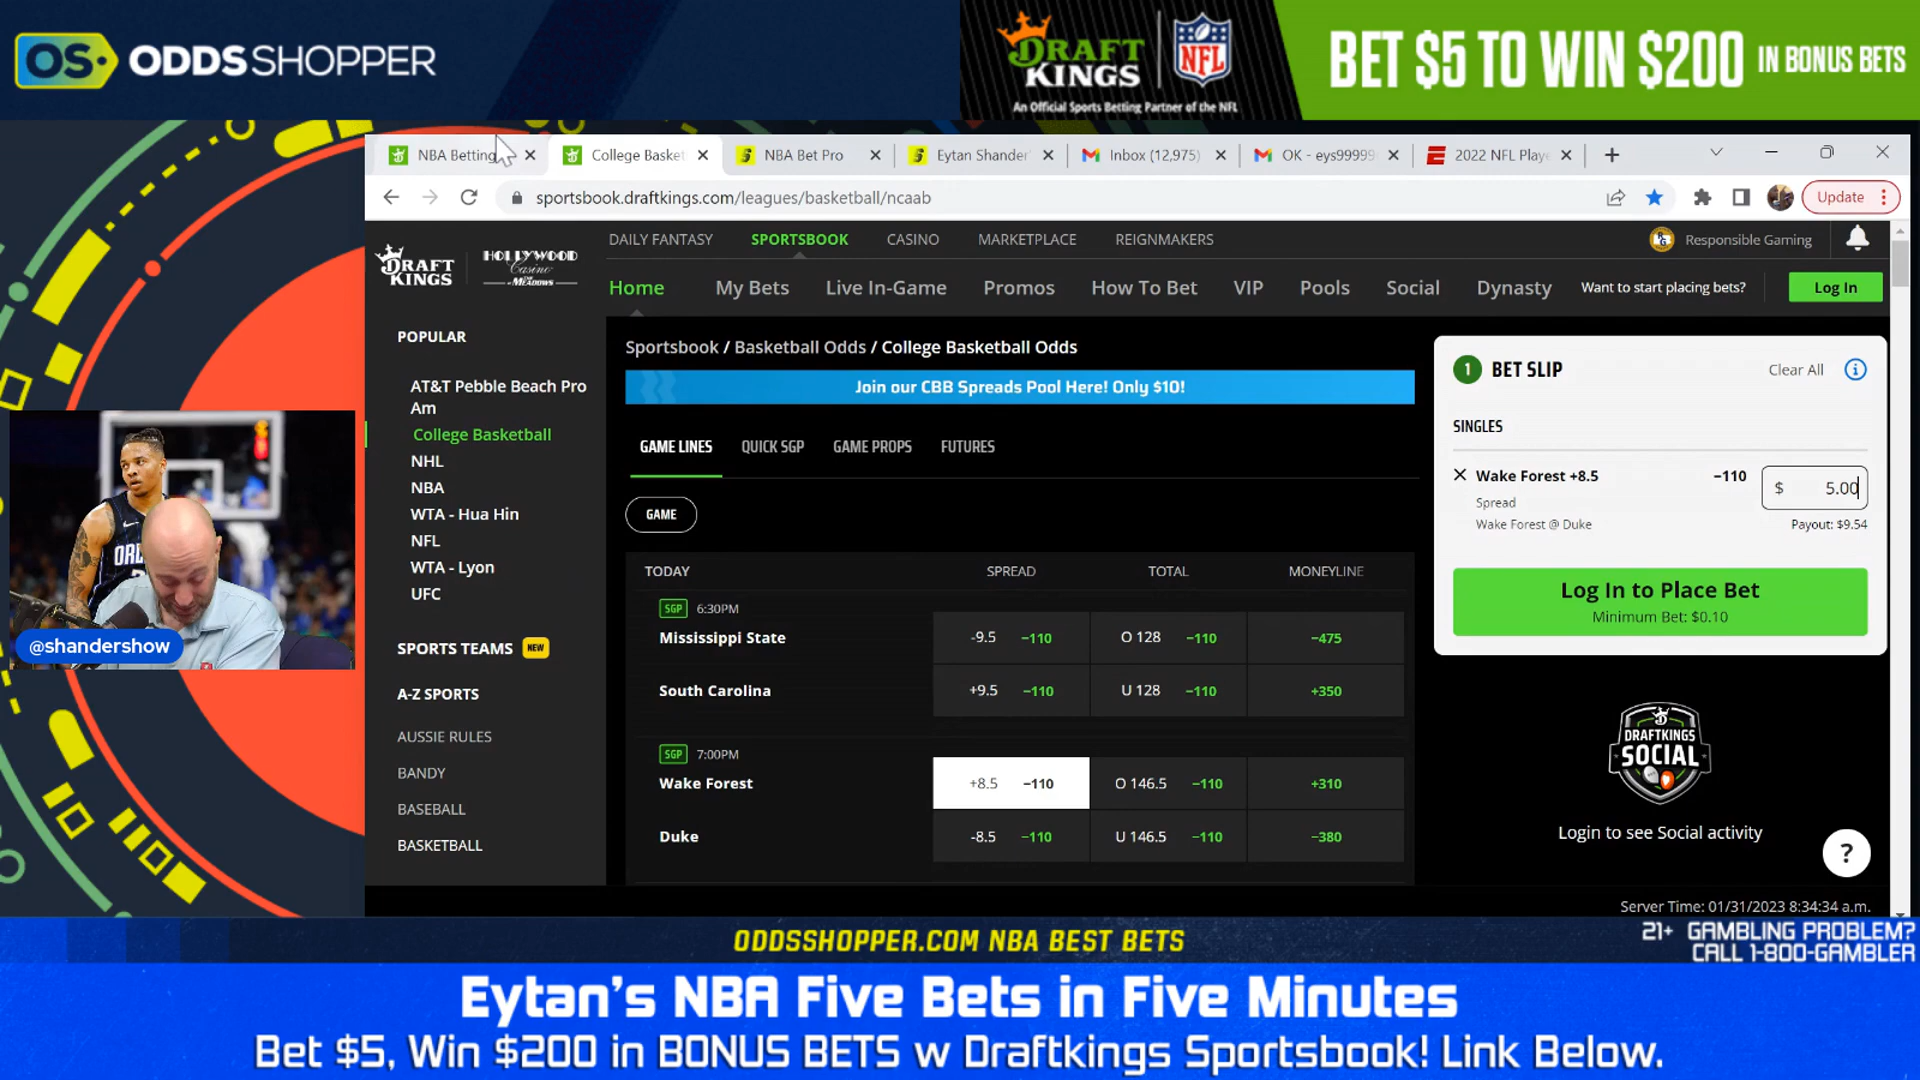 OS ODDSSHOPPER
DRAFT KINGS
NFL
An Official Sports Betting Partner of the NFL
BET $5 TO WIN $200 IN BONUS BETS
NBA Betting
College Basket
NBA Bet Pro
Eytan Shander'
Inbox (12,975)
OK - eys99999
2022 NFL Playe
sportsbook.draftkings.com/leagues/basketball/ncaab
Update
DRAFT KINGS
HOLLYWOOD Casino
DAILY FANTASY
SPORTSBOOK
CASINO
MARKETPLACE
REIGNMAKERS
Responsible Gaming
Home
My Bets
Live In-Game
Promos
How To Bet
VIP
Pools
Social
Dynasty
Want to start placing bets?
Log In
POPULAR
AT&T Pebble Beach Pro
Am
College Basketball
NHL
NBA
WTA - Hua Hin
NFL
WTA - Lyon
UFC
SPORTS TEAMS NEW
A-Z SPORTS
AUSSIE RULES
BANDY
BASEBALL
BASKETBALL
Sportsbook / Basketball Odds / College Basketball Odds
Join our CBB Spreads Pool Here! Only $10!
GAME LINES
QUICK SGP
GAME PROPS
FUTURES
GAME
TODAY SPREAD TOTAL MONEYLINE
SGP 6:30PM
Mississippi State -9.5 −110 O 128 −110 −475
South Carolina +9.5 −110 U 128 −110 +350
SGP 7:00PM
Wake Forest +8.5 −110 O 146.5 −110 +310
Duke -8.5 −110 U 146.5 −110 −380
1 BET SLIP Clear All
SINGLES
Wake Forest +8.5 −110 $ 5.00
Spread
Wake Forest @ Duke Payout: $9.54
Log In to Place Bet
Minimum Bet: $0.10
DRAFTKINGS
SOCIAL
Login to see Social activity
?
Server Time: 01/31/2023 8:34:34 a.m.
@shandershow
ODDSSHOPPER.COM NBA BEST BETS
21+ GAMBLING PROBLEM?
CALL 1-800-GAMBLER
Eytan's NBA Five Bets in Five Minutes
Bet $5, Win $200 in BONUS BETS w Draftkings Sportsbook! Link Below.